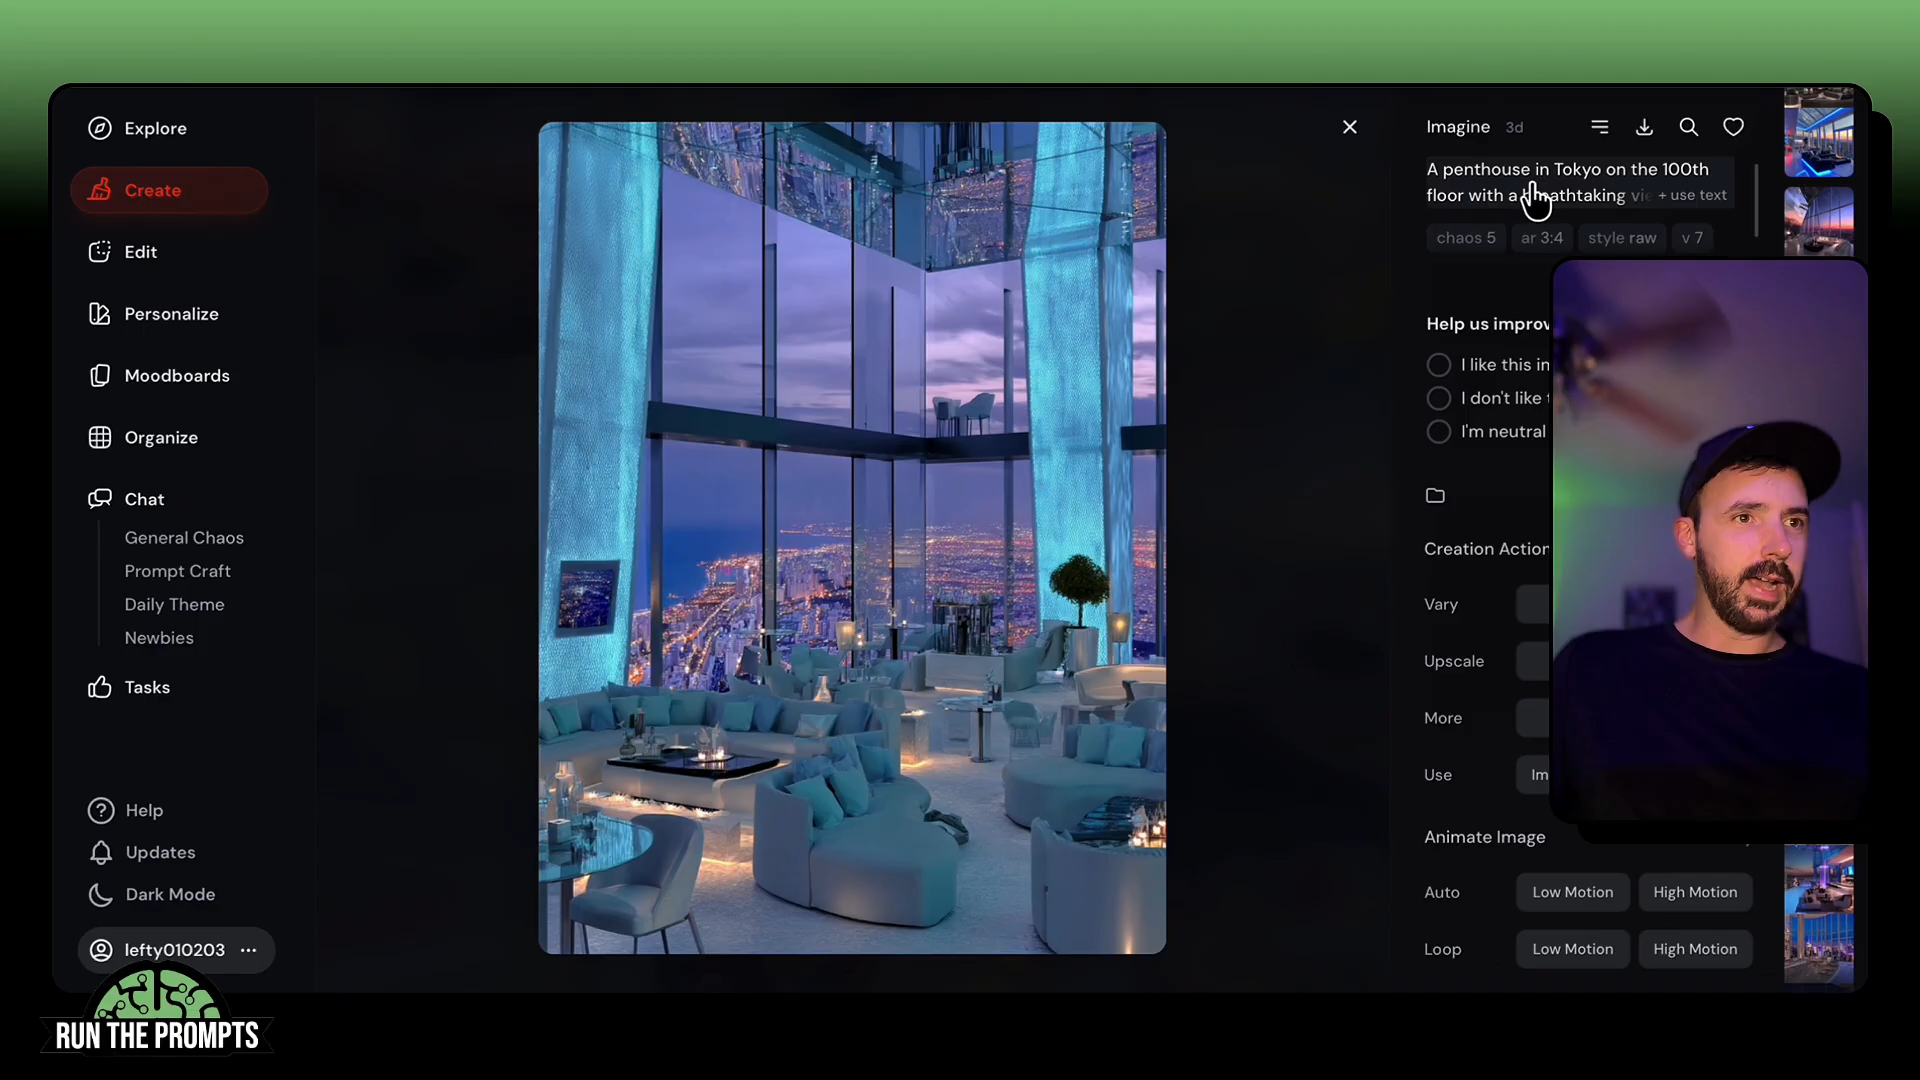 Explore
Create
Edit
Personalize
Moodboards
Organize
Chat
General Chaos
Prompt Craft
Daily Theme
Newbies
Tasks
Help
Updates
Dark Mode
lefty010203 ...
RUN THE PROMPTS
Imagine 3d
A penthouse in Tokyo on the 100th
floor with a breathtaking vie + use text
chaos 5 ar 3:4 style raw v 7
Help us improv
I like this in
I don't like
I'm neutral
Creation Action
Vary
Upscale
More
Use Im
Animate Image
Auto Low Motion High Motion
Loop Low Motion High Motion